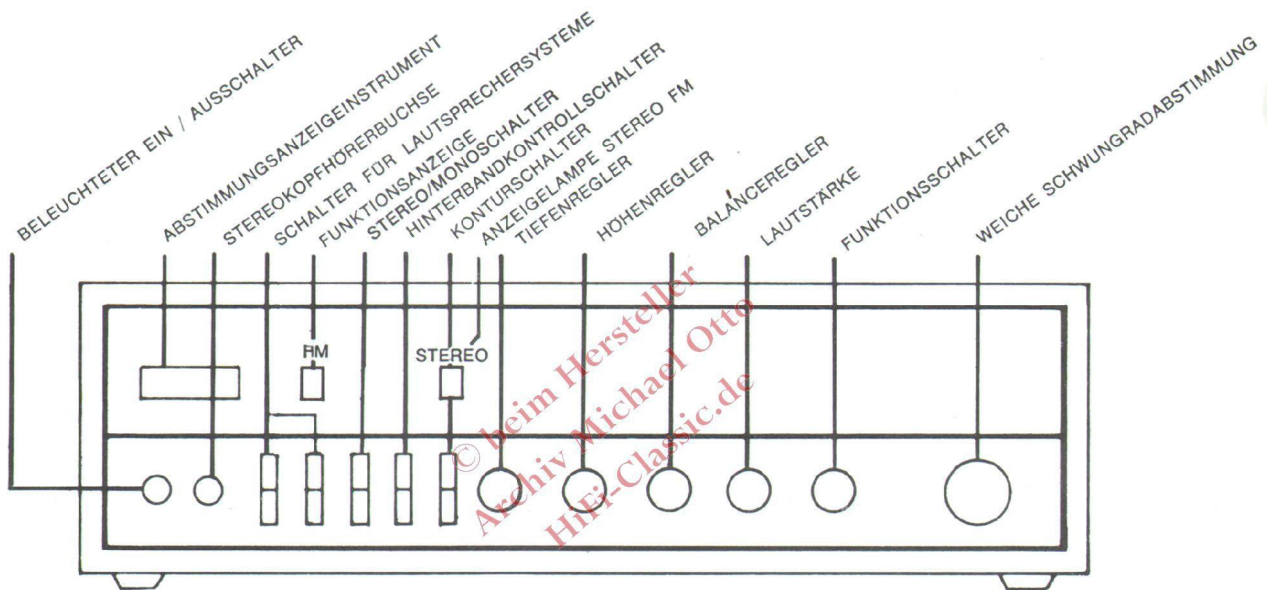 BELEUCHTETER EIN / AUSSCHALTER
ABSTIMMUNGSANZEIGEINSTRUMENT
STEREOKOPFHÖRERBUCHSE
SCHALTER FÜR LAUTSPRECHERSYSTEME
FUNKTIONSANZEIGE
STEREO/MONOSCHALTER
HINTERBANDKONTROLLSCHALTER
KONTURSCHALTER
ANZEIGELAMPE STEREO FM
TIEFENREGLER
HÖHENREGLER
BALANCEREGLER
LAUTSTÄRKE
FUNKTIONSSCHALTER
WEICHE SCHWUNGRADABSTIMMUNG
FM
STEREO
© beim Hersteller
Archiv Michael Otto
HiFi-Classic.de